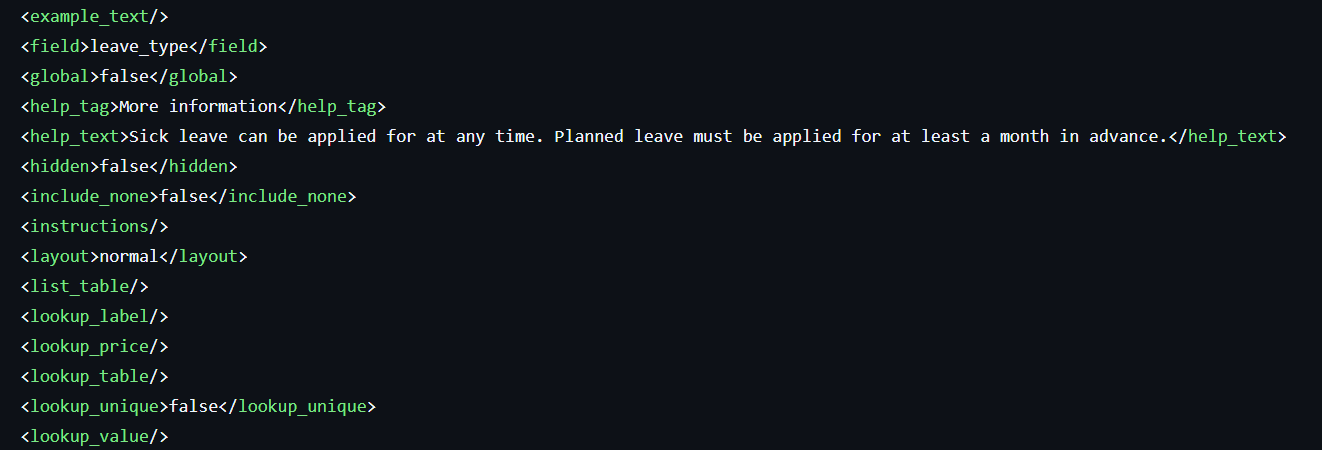 <example_text/>
<field>leave_type</field>
<global>false</global>
<help_tag>More information</help_tag>
<help_text>Sick leave can be applied for at any time. Planned leave must be applied for at least a month in advance.</help_text>
<hidden>false</hidden>
<include_none>false</include_none>
<instructions/>
<layout>normal</layout>
<list_table/>
<lookup_label/>
<lookup_price/>
<lookup_table/>
<lookup_unique>false</lookup_unique>
<lookup_value/>